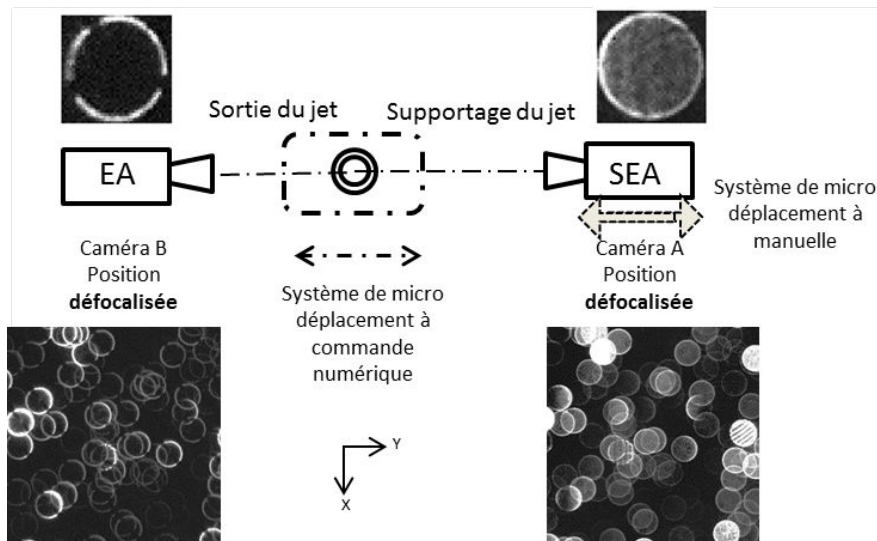 Sortie du jet
Supportage du jet
EA
SEA
Caméra B
Position
défocalisée
Système de micro
déplacement à
commande
numérique
Caméra A
Position
défocalisée
Système de micro
déplacement à
manuelle
Y
X